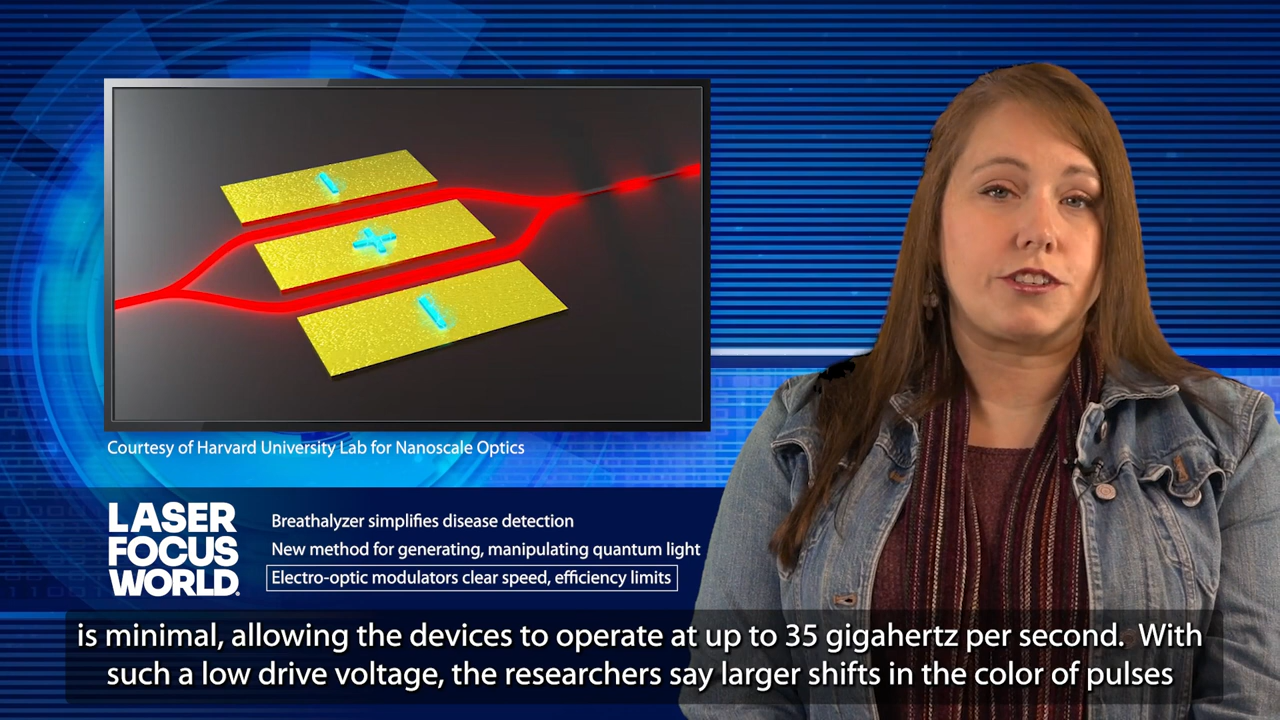 Courtesy of Harvard University Lab for Nanoscale Optics
LASER
FOCUS
WORLD
Breathalyzer simplifies disease detection
New method for generating, manipulating quantum light
Electro-optic modulators clear speed, efficiency limits
is minimal, allowing the devices to operate at up to 35 gigahertz per second. With
such a low drive voltage, the researchers say larger shifts in the color of pulses